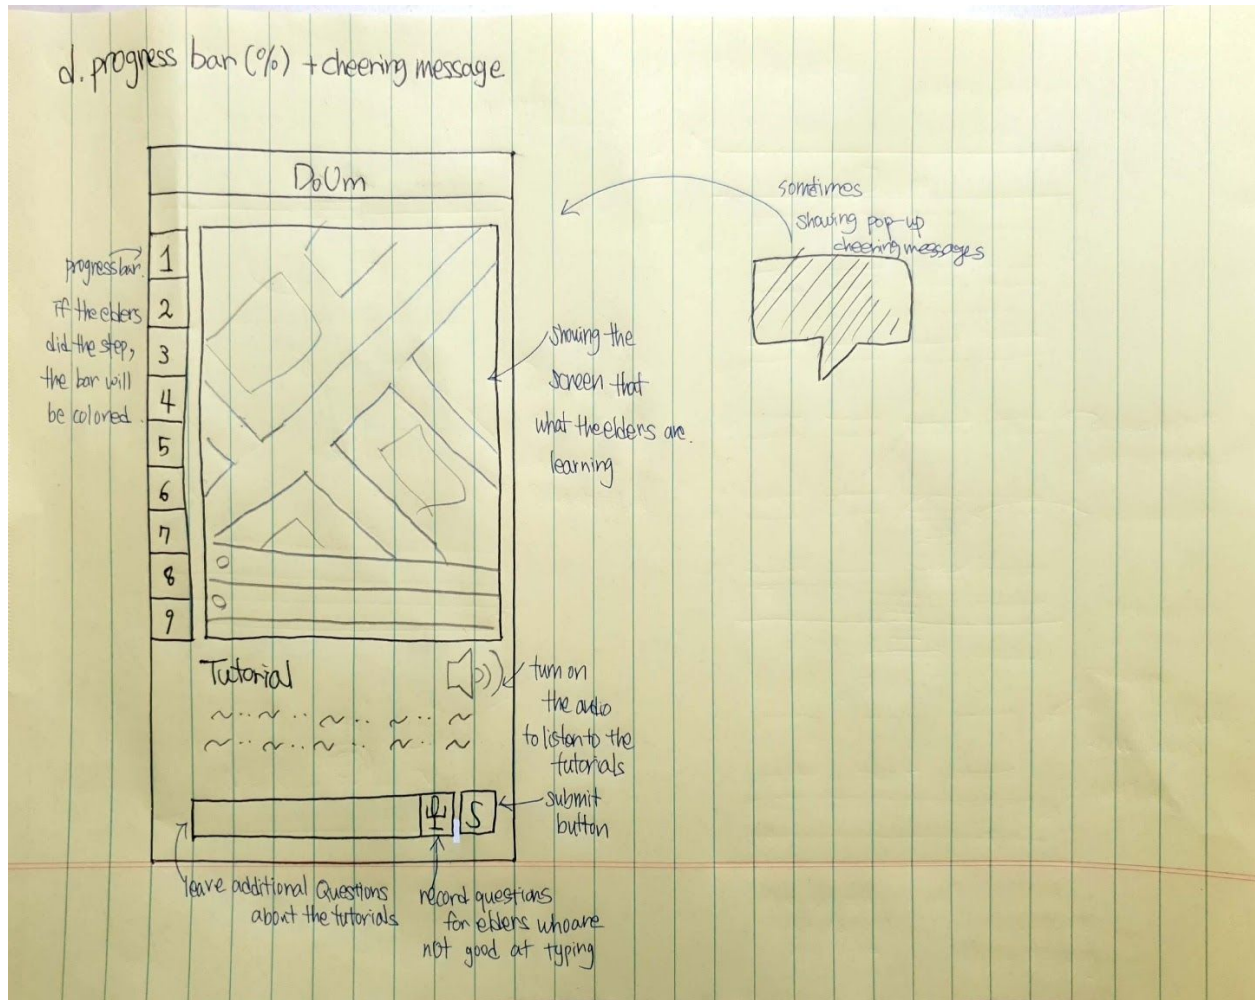 d. progress bar (%) + cheering message
DoUm
sometimes
showing pop-up
cheering messages
progress bar.
If the elders
did the step,
the bar will
be colored.
1
2
3
4
5
6
7
8
9
showing the
screen that
what the elders are.
learning
Tutorial
turn on
the audio
to listen to the
tutorials
S
submit
button
leave additional Questions
about the tutorials
record questions
for elders who are
not good at typing